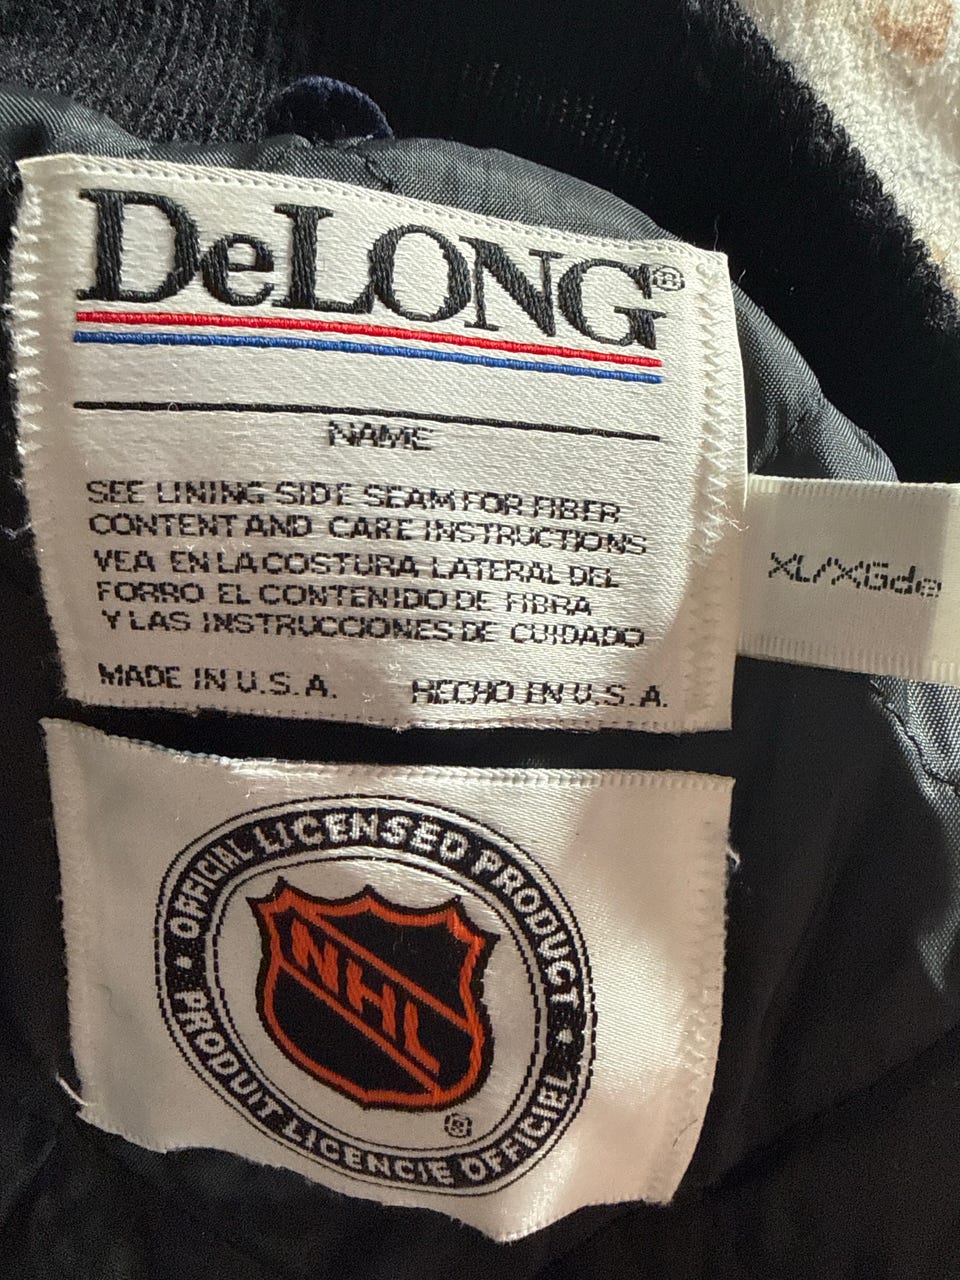 DeLONG®
NAME
SEE LINING SIDE SEAM FOR FIBER
CONTENT AND CARE INSTRUCTIONS
VEA EN LA COSTURA LATERAL DEL
FORRO EL CONTENIDO DE FIBRA
Y LAS INSTRUCCIONES DE CUIDADO
MADE IN U.S.A. HECHO EN U.S.A.
XL/XGde
• OFFICIAL LICENSED PRODUCT •
NHL
®
PRODUIT LICENCIE OFFICIEL